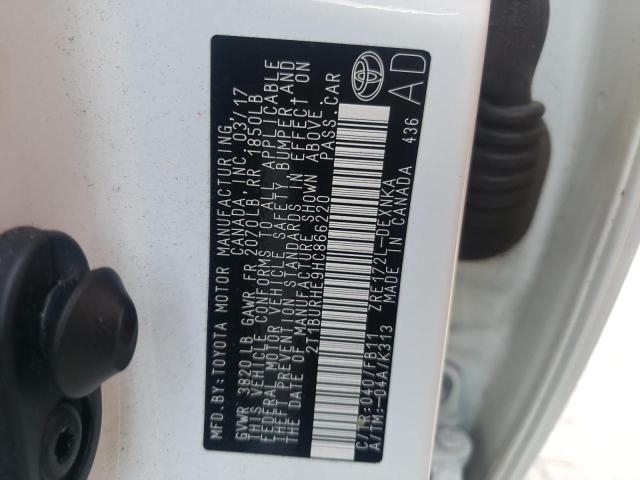 MFD.BY:TOYOTA MOTOR MANUFACTURING
CANADA, INC. 03/17
GVWR 3820 LB GAWR FR 2070LB RR 1850LB
THIS VEHICLE CONFORMS TO ALL APPLICABLE
FEDERAL MOTOR VEHICLE SAFETY BUMPER AND
THEFT PREVENTION STANDARDS IN EFFECT ON
THE DATE OF MANUFACTURE SHOWN ABOVE.
2T1BURHE9HC866220 PASS.CAR
ZRE172L-DEXNKA
C/TR:040/FB11 MADE IN CANADA
A/TM:-04A/K313 436
AD